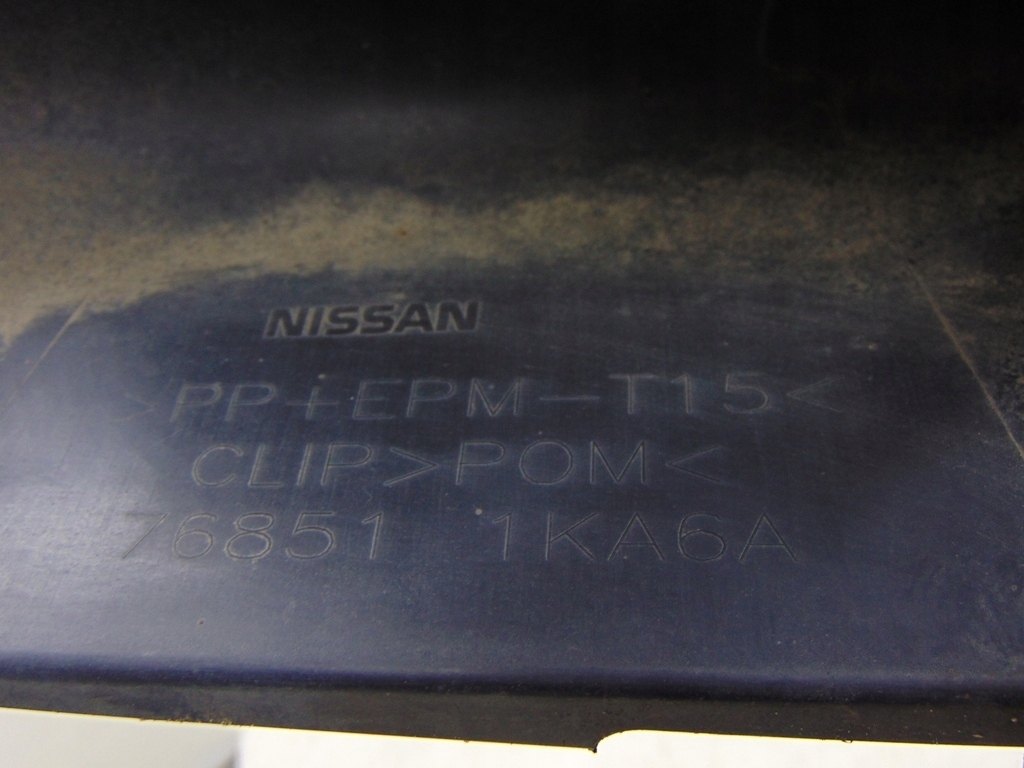 NISSAN
>PP+EPM-T15<
CLIP>POM<
76851 1KA6A